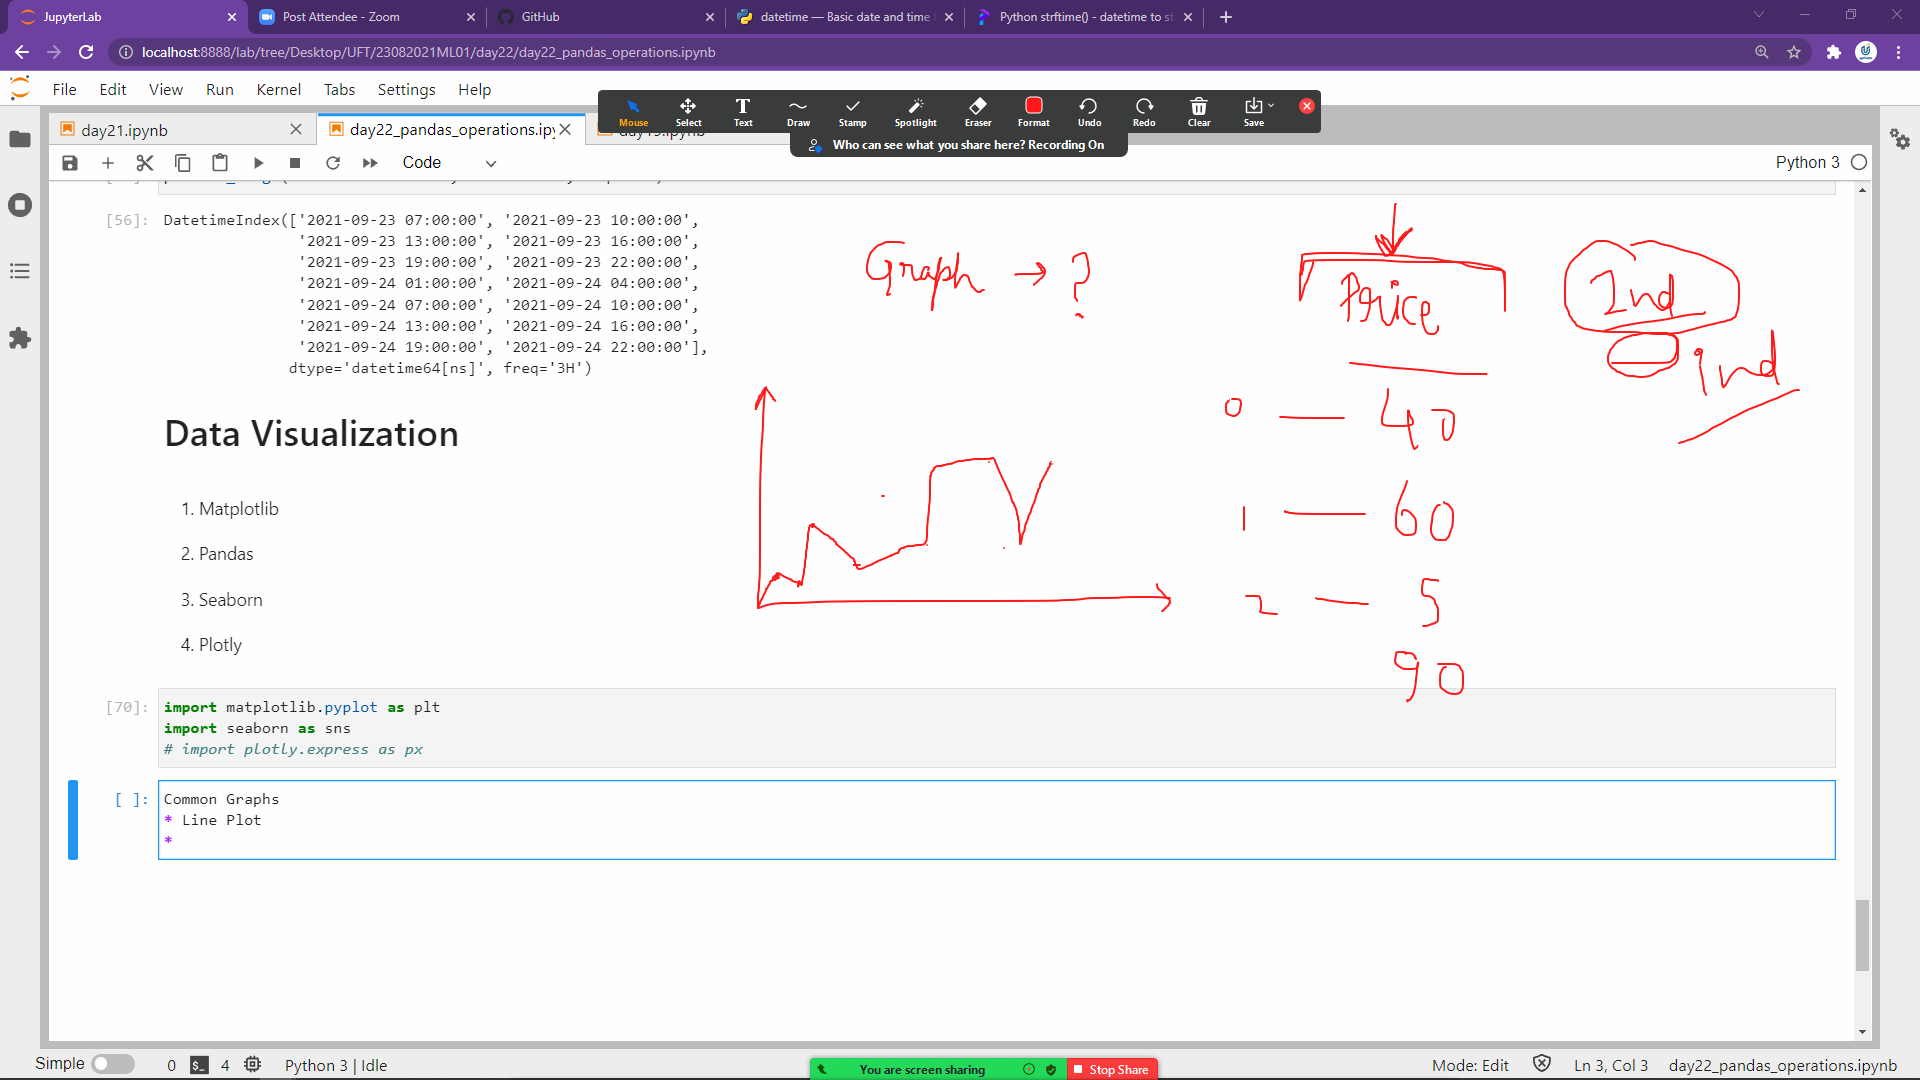 JupyterLab
Post Attendee - Zoom
GitHub
datetime — Basic date and time
Python strftime() - datetime to st
localhost:8888/lab/tree/Desktop/UFT/23082021ML01/day22/day22_pandas_operations.ipynb
File Edit View Run Kernel Tabs Settings Help
Mouse Select Text Draw Stamp Spotlight Eraser Format Undo Redo Clear Save
day21.ipynb
day22_pandas_operations.ipy
Who can see what you share here? Recording On
Code
Python 3
[56]: DatetimeIndex(['2021-09-23 07:00:00', '2021-09-23 10:00:00',
'2021-09-23 13:00:00', '2021-09-23 16:00:00',
'2021-09-23 19:00:00', '2021-09-23 22:00:00',
'2021-09-24 01:00:00', '2021-09-24 04:00:00',
'2021-09-24 07:00:00', '2021-09-24 10:00:00',
'2021-09-24 13:00:00', '2021-09-24 16:00:00',
'2021-09-24 19:00:00', '2021-09-24 22:00:00'],
dtype='datetime64[ns]', freq='3H')
Graph → ?
Price
Ind
ind
0 — 40
1 — 60
2 — 5
90
Data Visualization
1. Matplotlib
2. Pandas
3. Seaborn
4. Plotly
[70]: import matplotlib.pyplot as plt
import seaborn as sns
# import plotly.express as px
[ ]: Common Graphs
* Line Plot
*
Simple 0 $_ 4 Python 3 | Idle
You are screen sharing Stop Share
Mode: Edit Ln 3, Col 3 day22_pandas_operations.ipynb